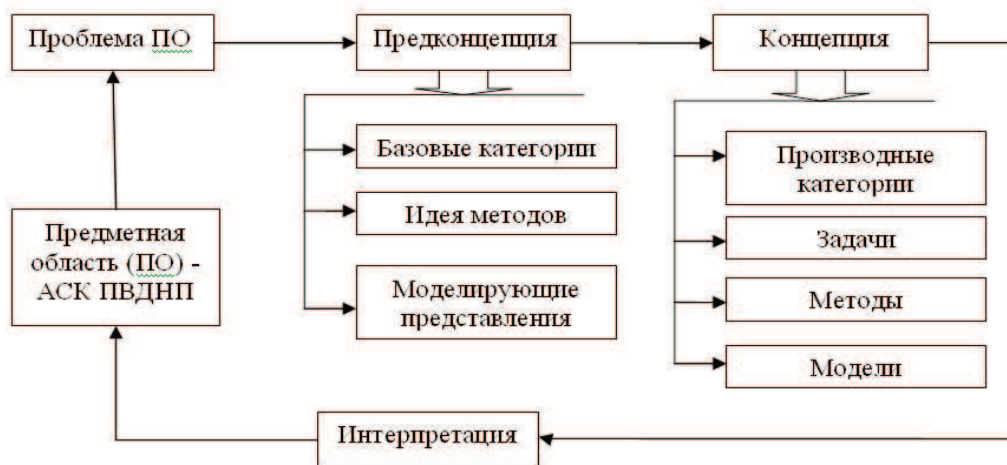 Проблема ПО
Предконцепция
Концепция
Базовые категории
Идея методов
Моделирующие
представления
Производные
категории
Задачи
Методы
Модели
Предметная
область (ПО) -
АСК ПВДНП
Интерпретация